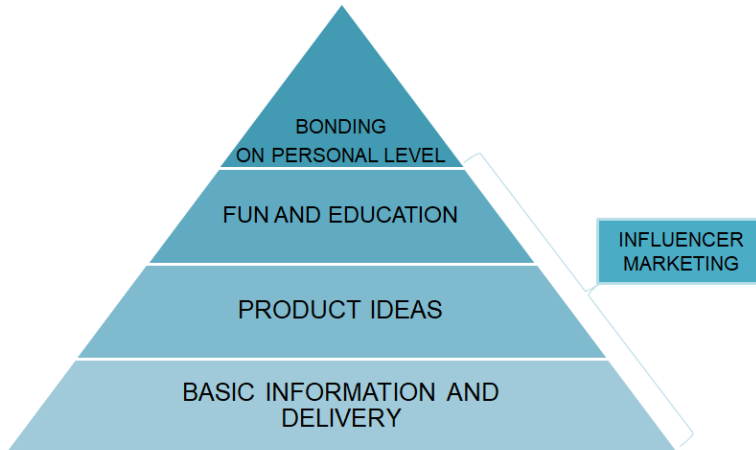 BONDING
ON PERSONAL LEVEL
FUN AND EDUCATION
INFLUENCER
MARKETING
PRODUCT IDEAS
BASIC INFORMATION AND
DELIVERY